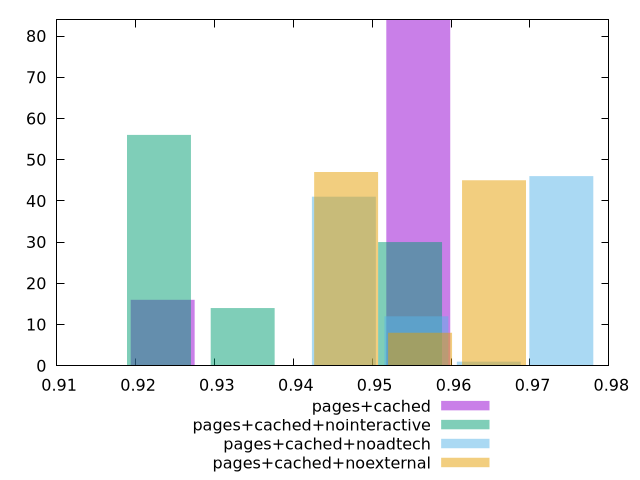 80
70
60
50
40
30
20
10
0
0.91 0.92 0.93 0.94 0.95 0.96 0.97 0.98
pages+cached
pages+cached+nointeractive
pages+cached+noadtech
pages+cached+noexternal